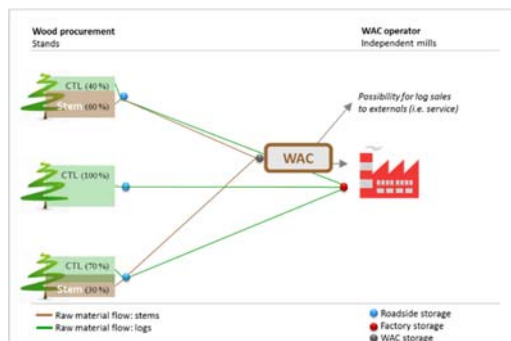 Wood procurement
Stands
WAC operator
Independent mills
CTL (40 %)
Stem (60 %)
Possibility for log sales
to externals (i.e. service)
WAC
CTL (100 %)
CTL (70 %)
Stem (30 %)
Raw material flow: stems
Raw material flow: logs
Roadside storage
Factory storage
WAC storage